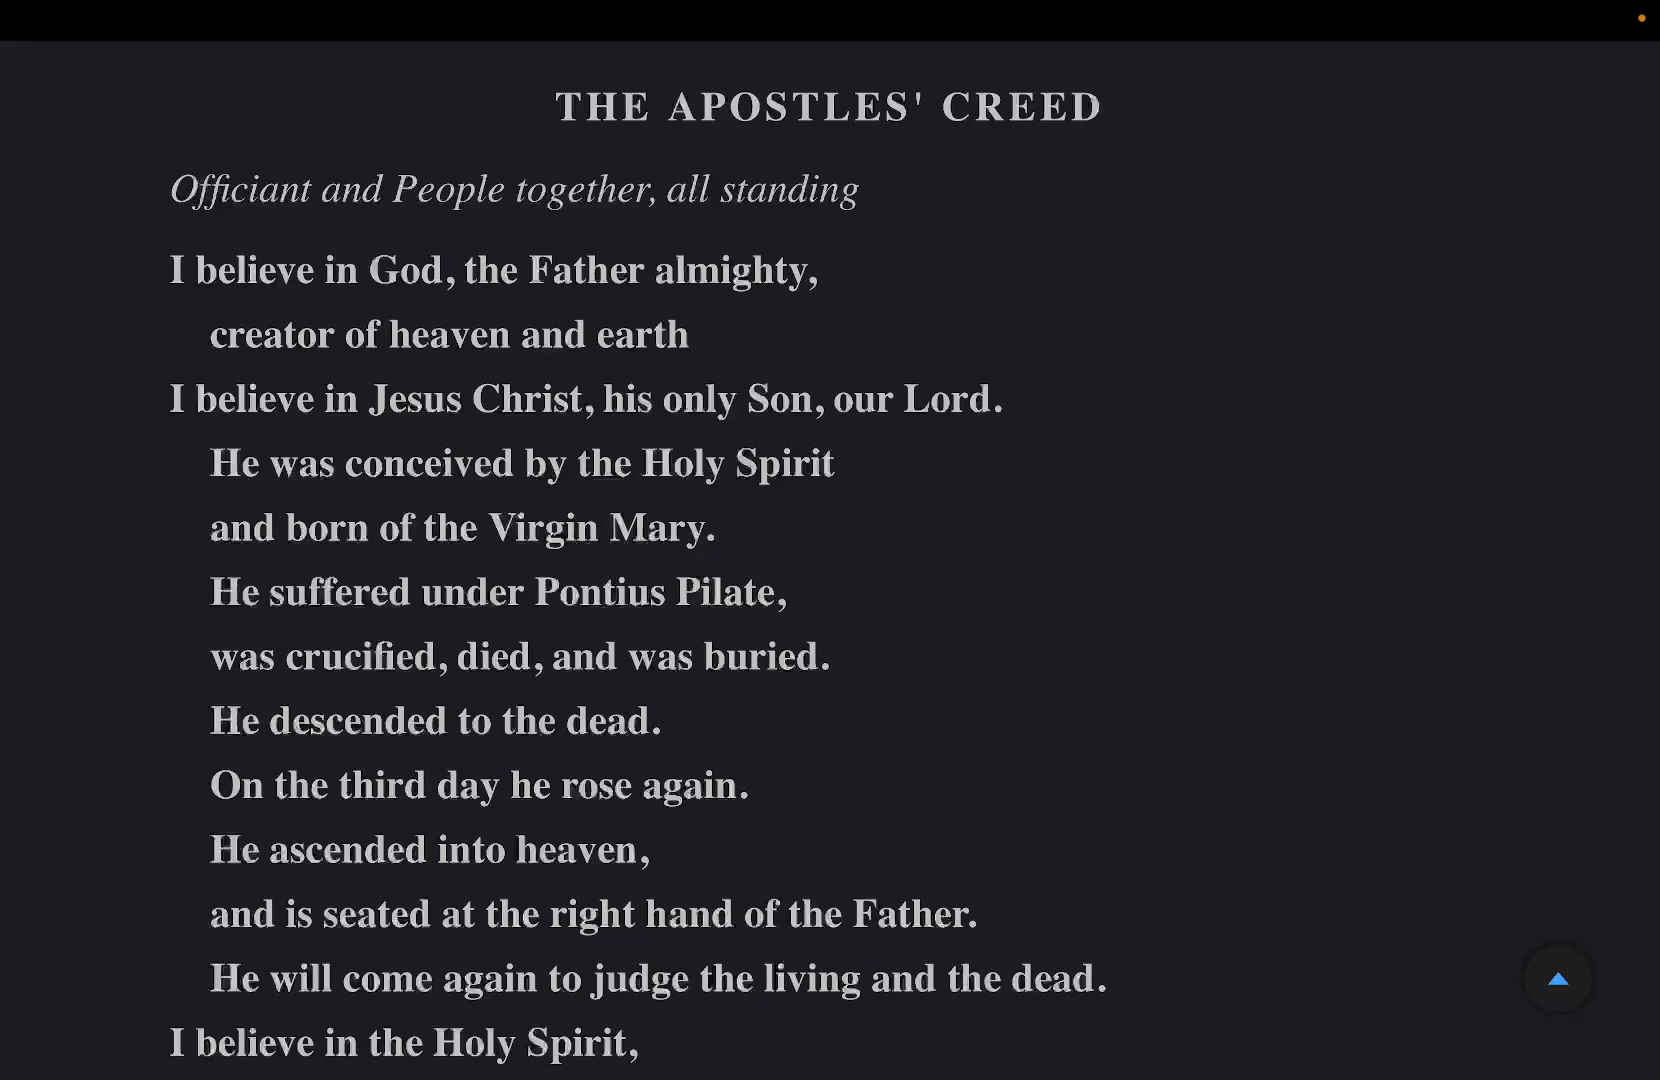 THE APOSTLES' CREED
Officiant and People together, all standing
I believe in God, the Father almighty,
creator of heaven and earth
I believe in Jesus Christ, his only Son, our Lord.
He was conceived by the Holy Spirit
and born of the Virgin Mary.
He suffered under Pontius Pilate,
was crucified, died, and was buried.
He descended to the dead.
On the third day he rose again.
He ascended into heaven,
and is seated at the right hand of the Father.
He will come again to judge the living and the dead.
I believe in the Holy Spirit,